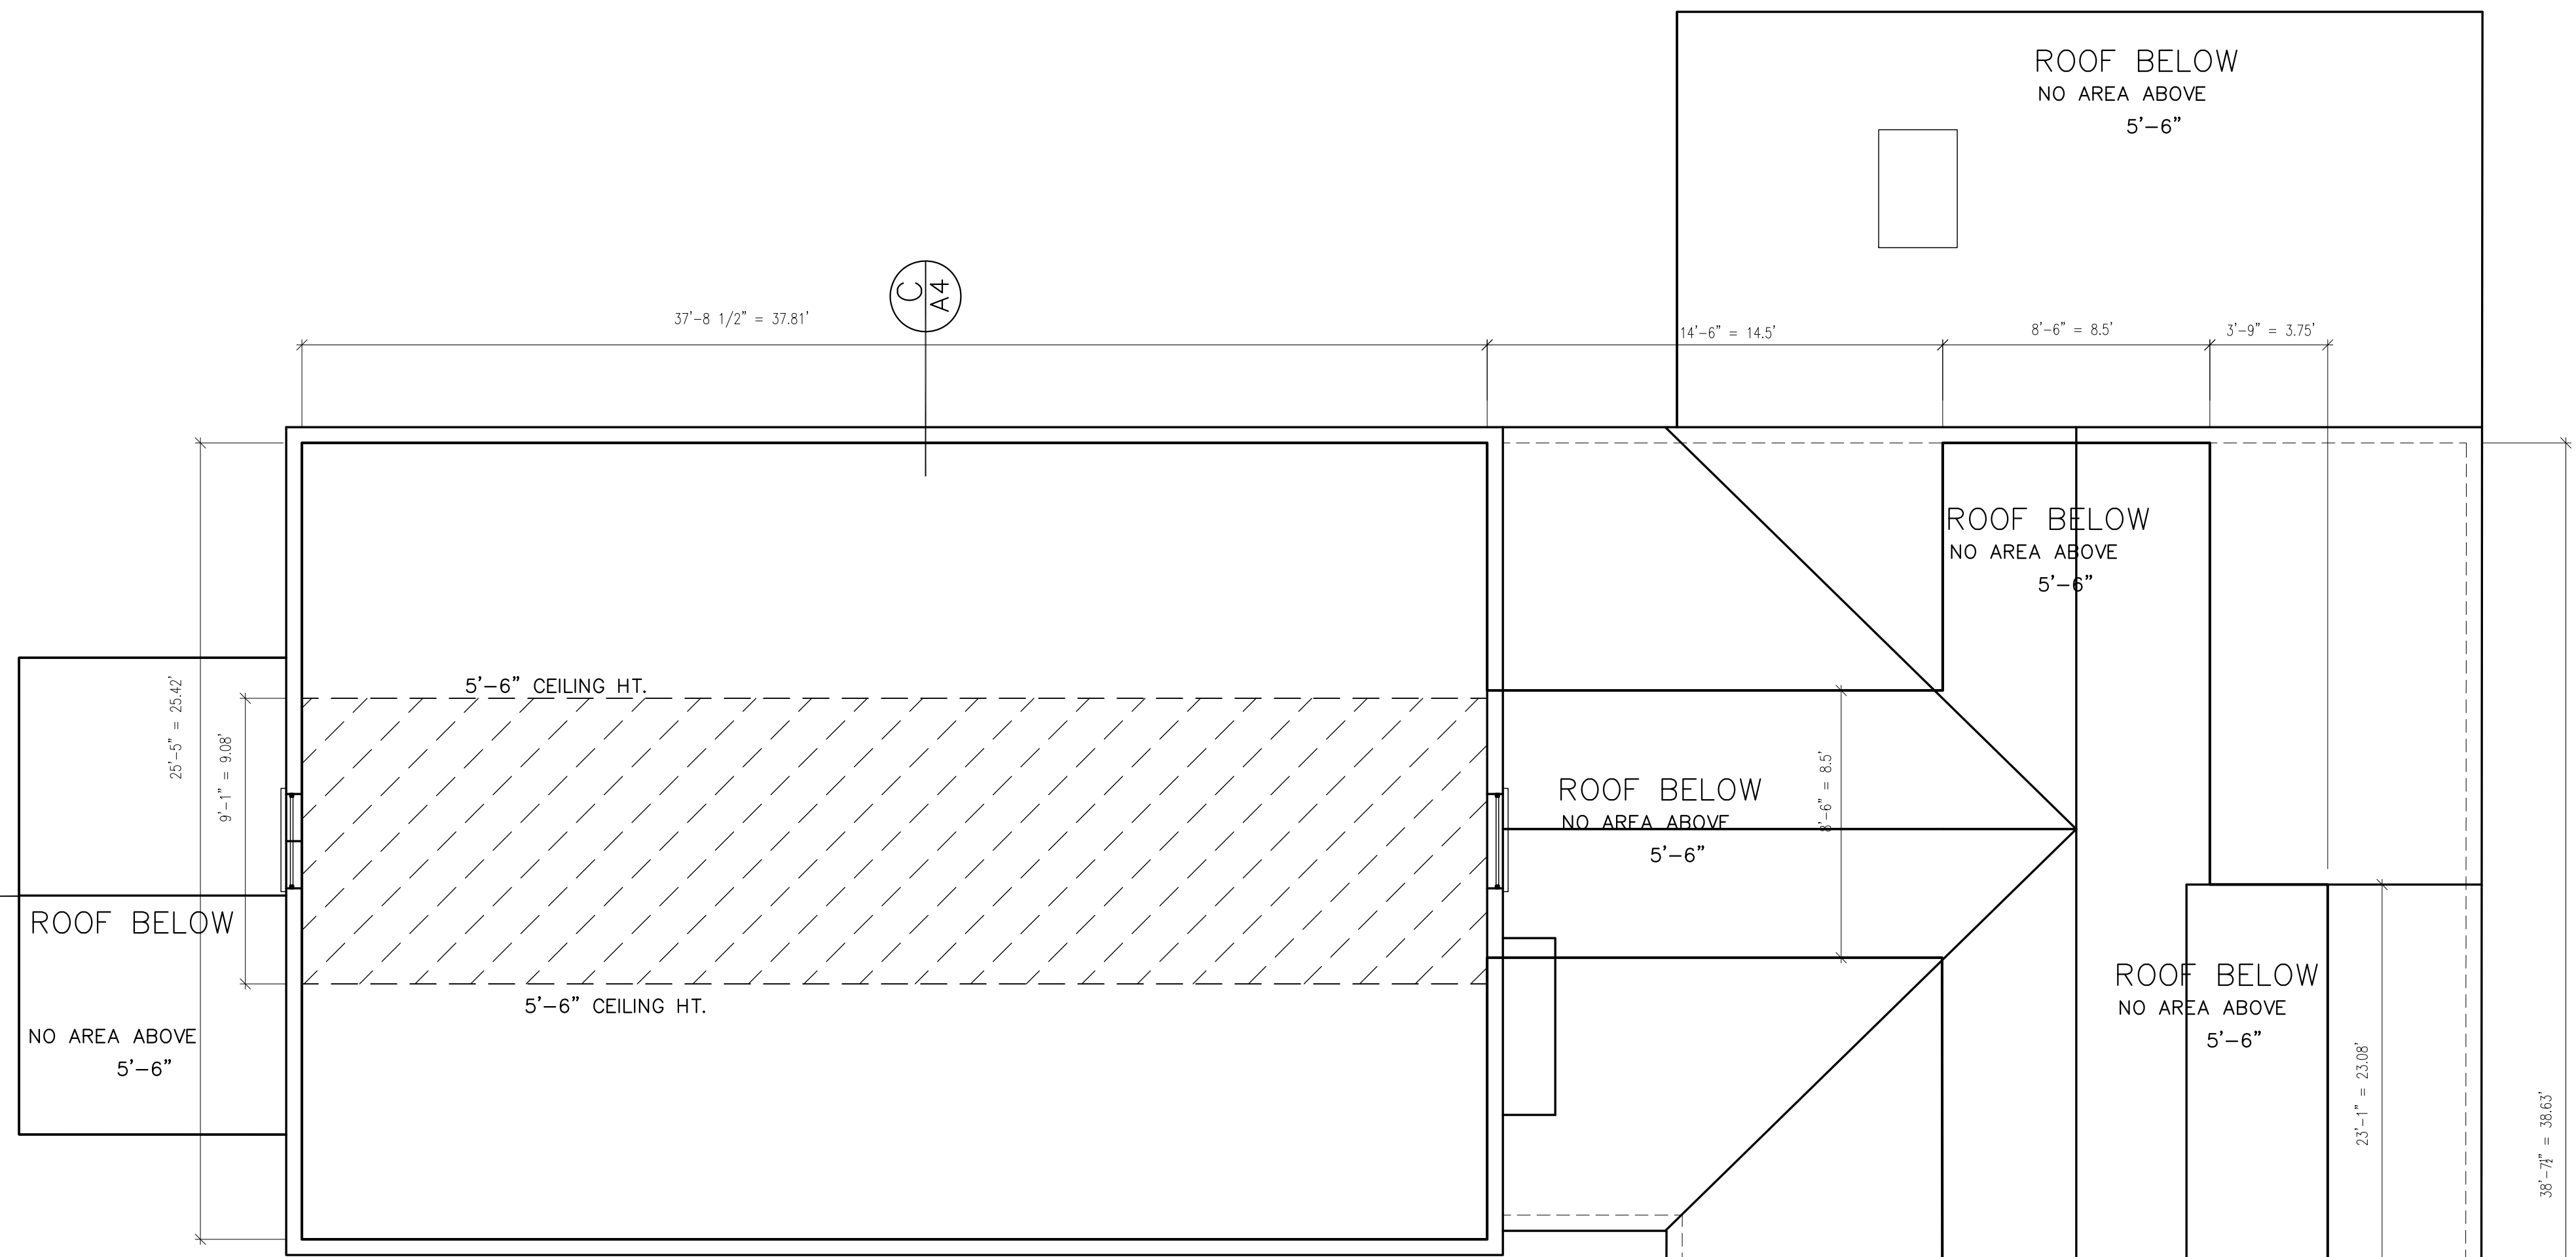 ROOF BELOW
NO AREA ABOVE
5'-6"
C
A4
37'-8 1/2" = 37.81'
14'-6" = 14.5'
8'-6" = 8.5'
3'-9" = 3.75'
ROOF BELOW
NO AREA ABOVE
5'-6"
5'-6" CEILING HT.
25'-5" = 25.42'
9'-1" = 9.08'
ROOF BELOW
NO AREA ABOVE
5'-6"
8'-6" = 8.5'
ROOF BELOW
NO AREA ABOVE
5'-6"
5'-6" CEILING HT.
ROOF BELOW
NO AREA ABOVE
5'-6"
23'-1" = 23.08'
38'-7½" = 38.63'